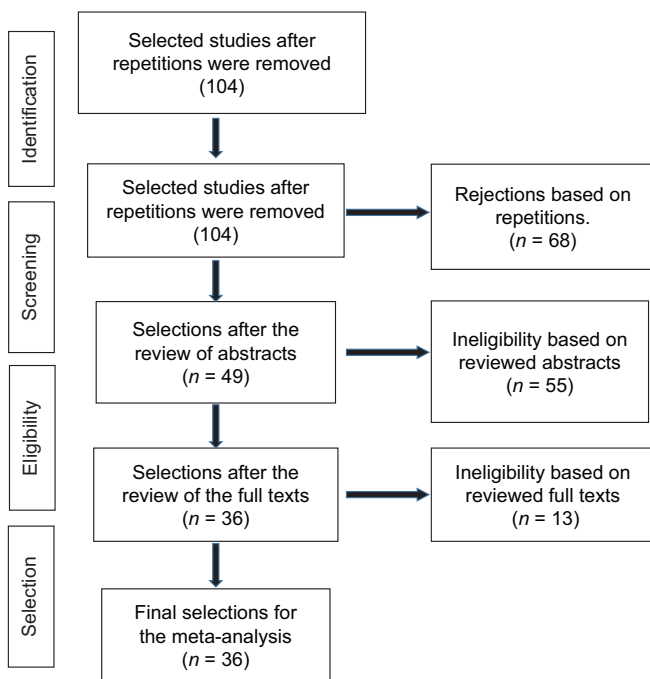 Identification
Screening
Eligibility
Selection
Selected studies after
repetitions were removed
(104)
Selected studies after
repetitions were removed
(104)
Rejections based on
repetitions.
(n = 68)
Selections after the
review of abstracts
(n = 49)
Ineligibility based on
reviewed abstracts
(n = 55)
Selections after the
review of the full texts
(n = 36)
Ineligibility based on
reviewed full texts
(n = 13)
Final selections for
the meta-analysis
(n = 36)